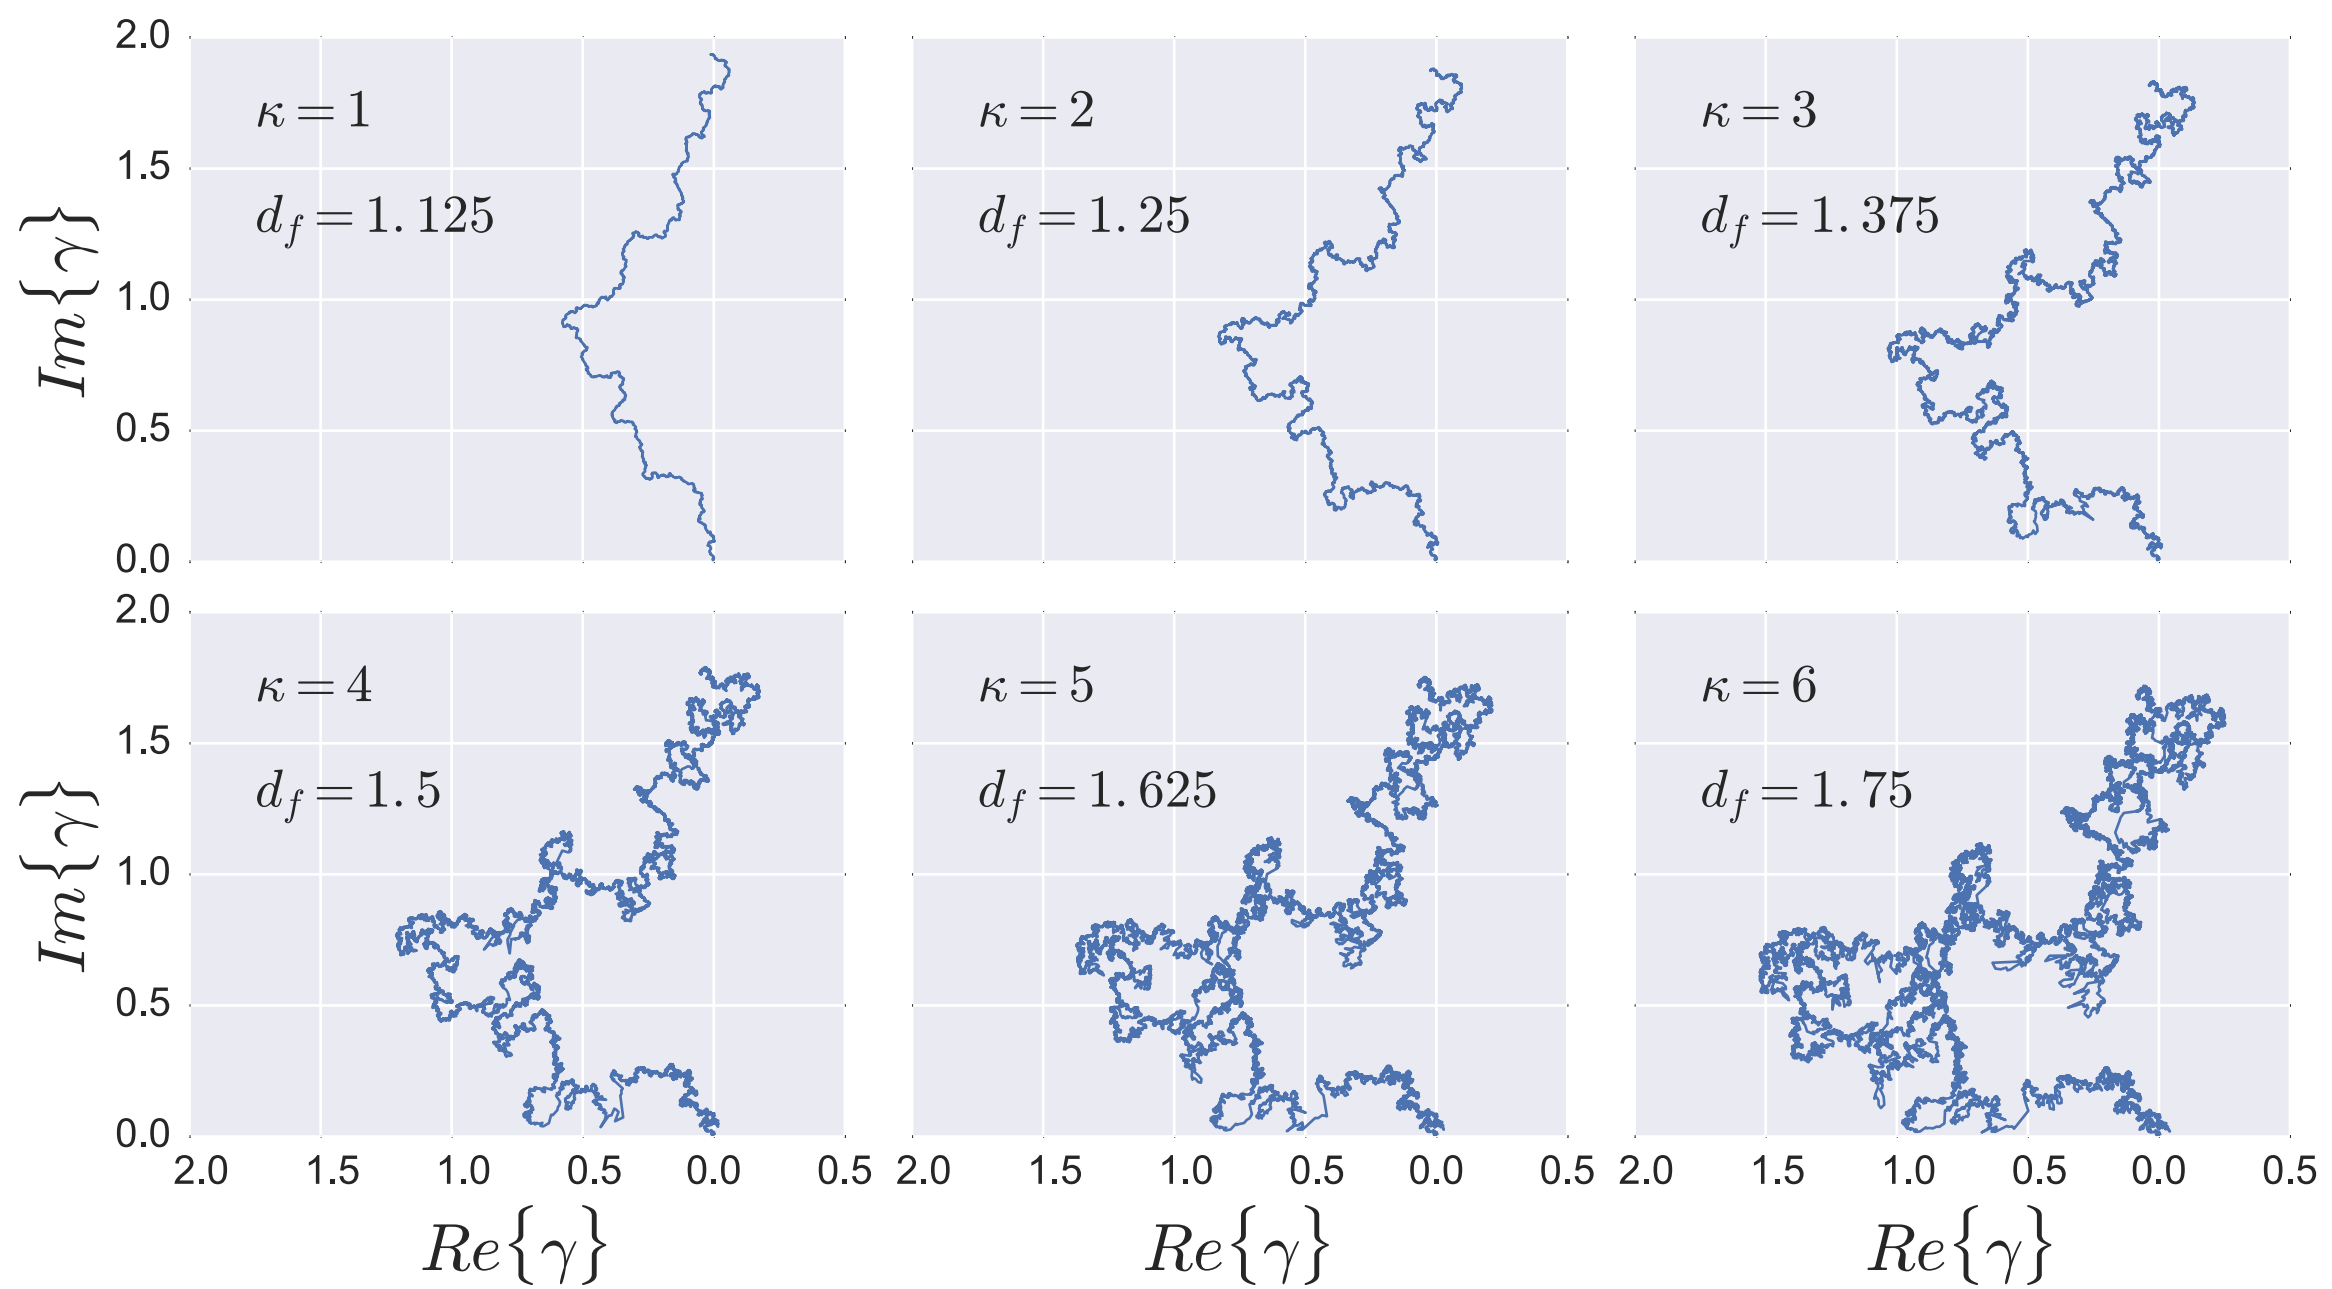 2.0
1.5
1.0
0.5
0.0
Im{γ}
κ = 1
d_f = 1.125
κ = 2
d_f = 1.25
κ = 3
d_f = 1.375
2.0
1.5
1.0
0.5
0.0
Im{γ}
κ = 4
d_f = 1.5
κ = 5
d_f = 1.625
κ = 6
d_f = 1.75
2.0 1.5 1.0 0.5 0.0 0.5
2.0 1.5 1.0 0.5 0.0 0.5
2.0 1.5 1.0 0.5 0.0 0.5
Re{γ}
Re{γ}
Re{γ}